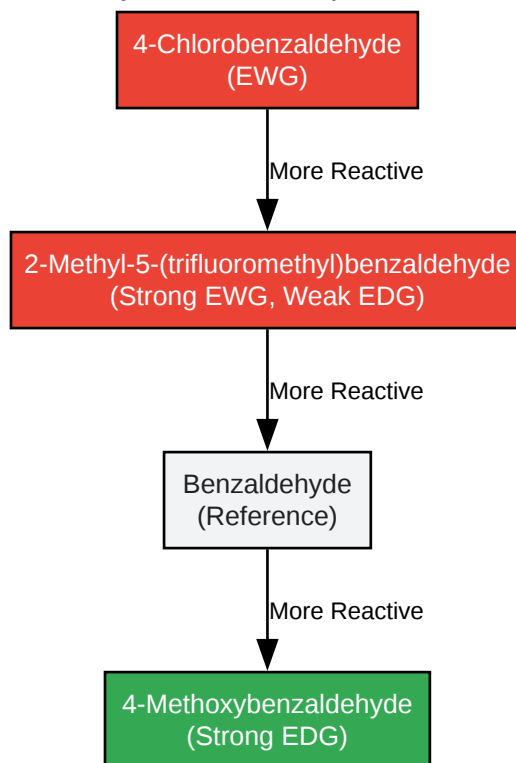 4-Chlorobenzaldehyde
(EWG)
More Reactive
2-Methyl-5-(trifluoromethyl)benzaldehyde
(Strong EWG, Weak EDG)
More Reactive
Benzaldehyde
(Reference)
More Reactive
4-Methoxybenzaldehyde
(Strong EDG)